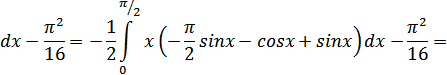 dx − π²/16 = −1/2 ∫₀^{π/2} x (−π/2 sinx − cosx + sinx) dx − π²/16 =